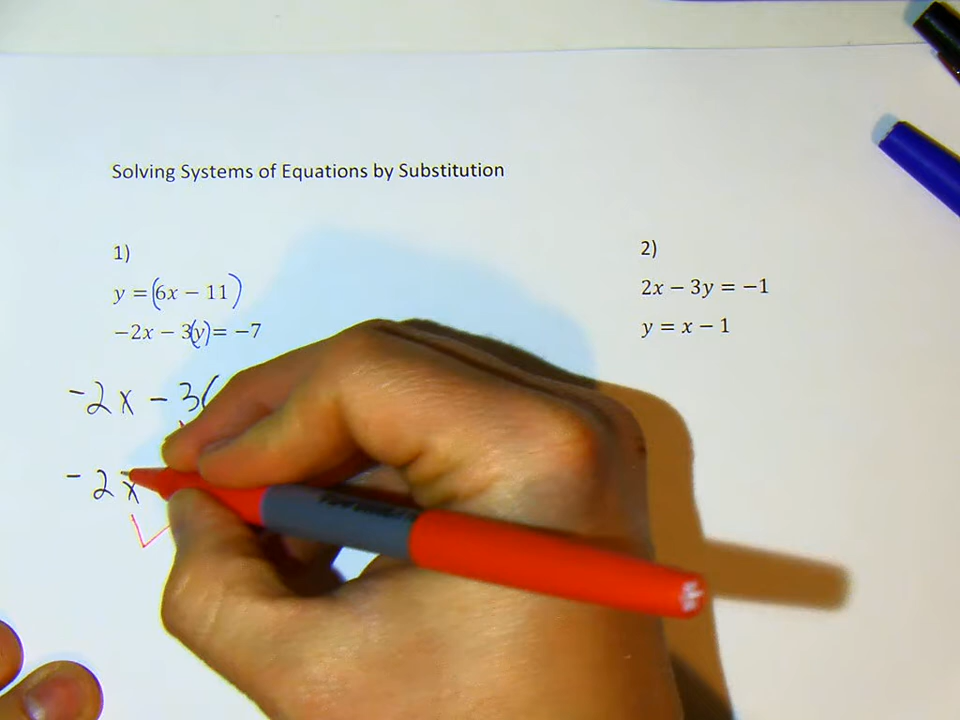 Solving Systems of Equations by Substitution
1)
y = (6x − 11)
−2x − 3(y) = −7
-2x - 3(
-2x
2)
2x − 3y = −1
y = x − 1